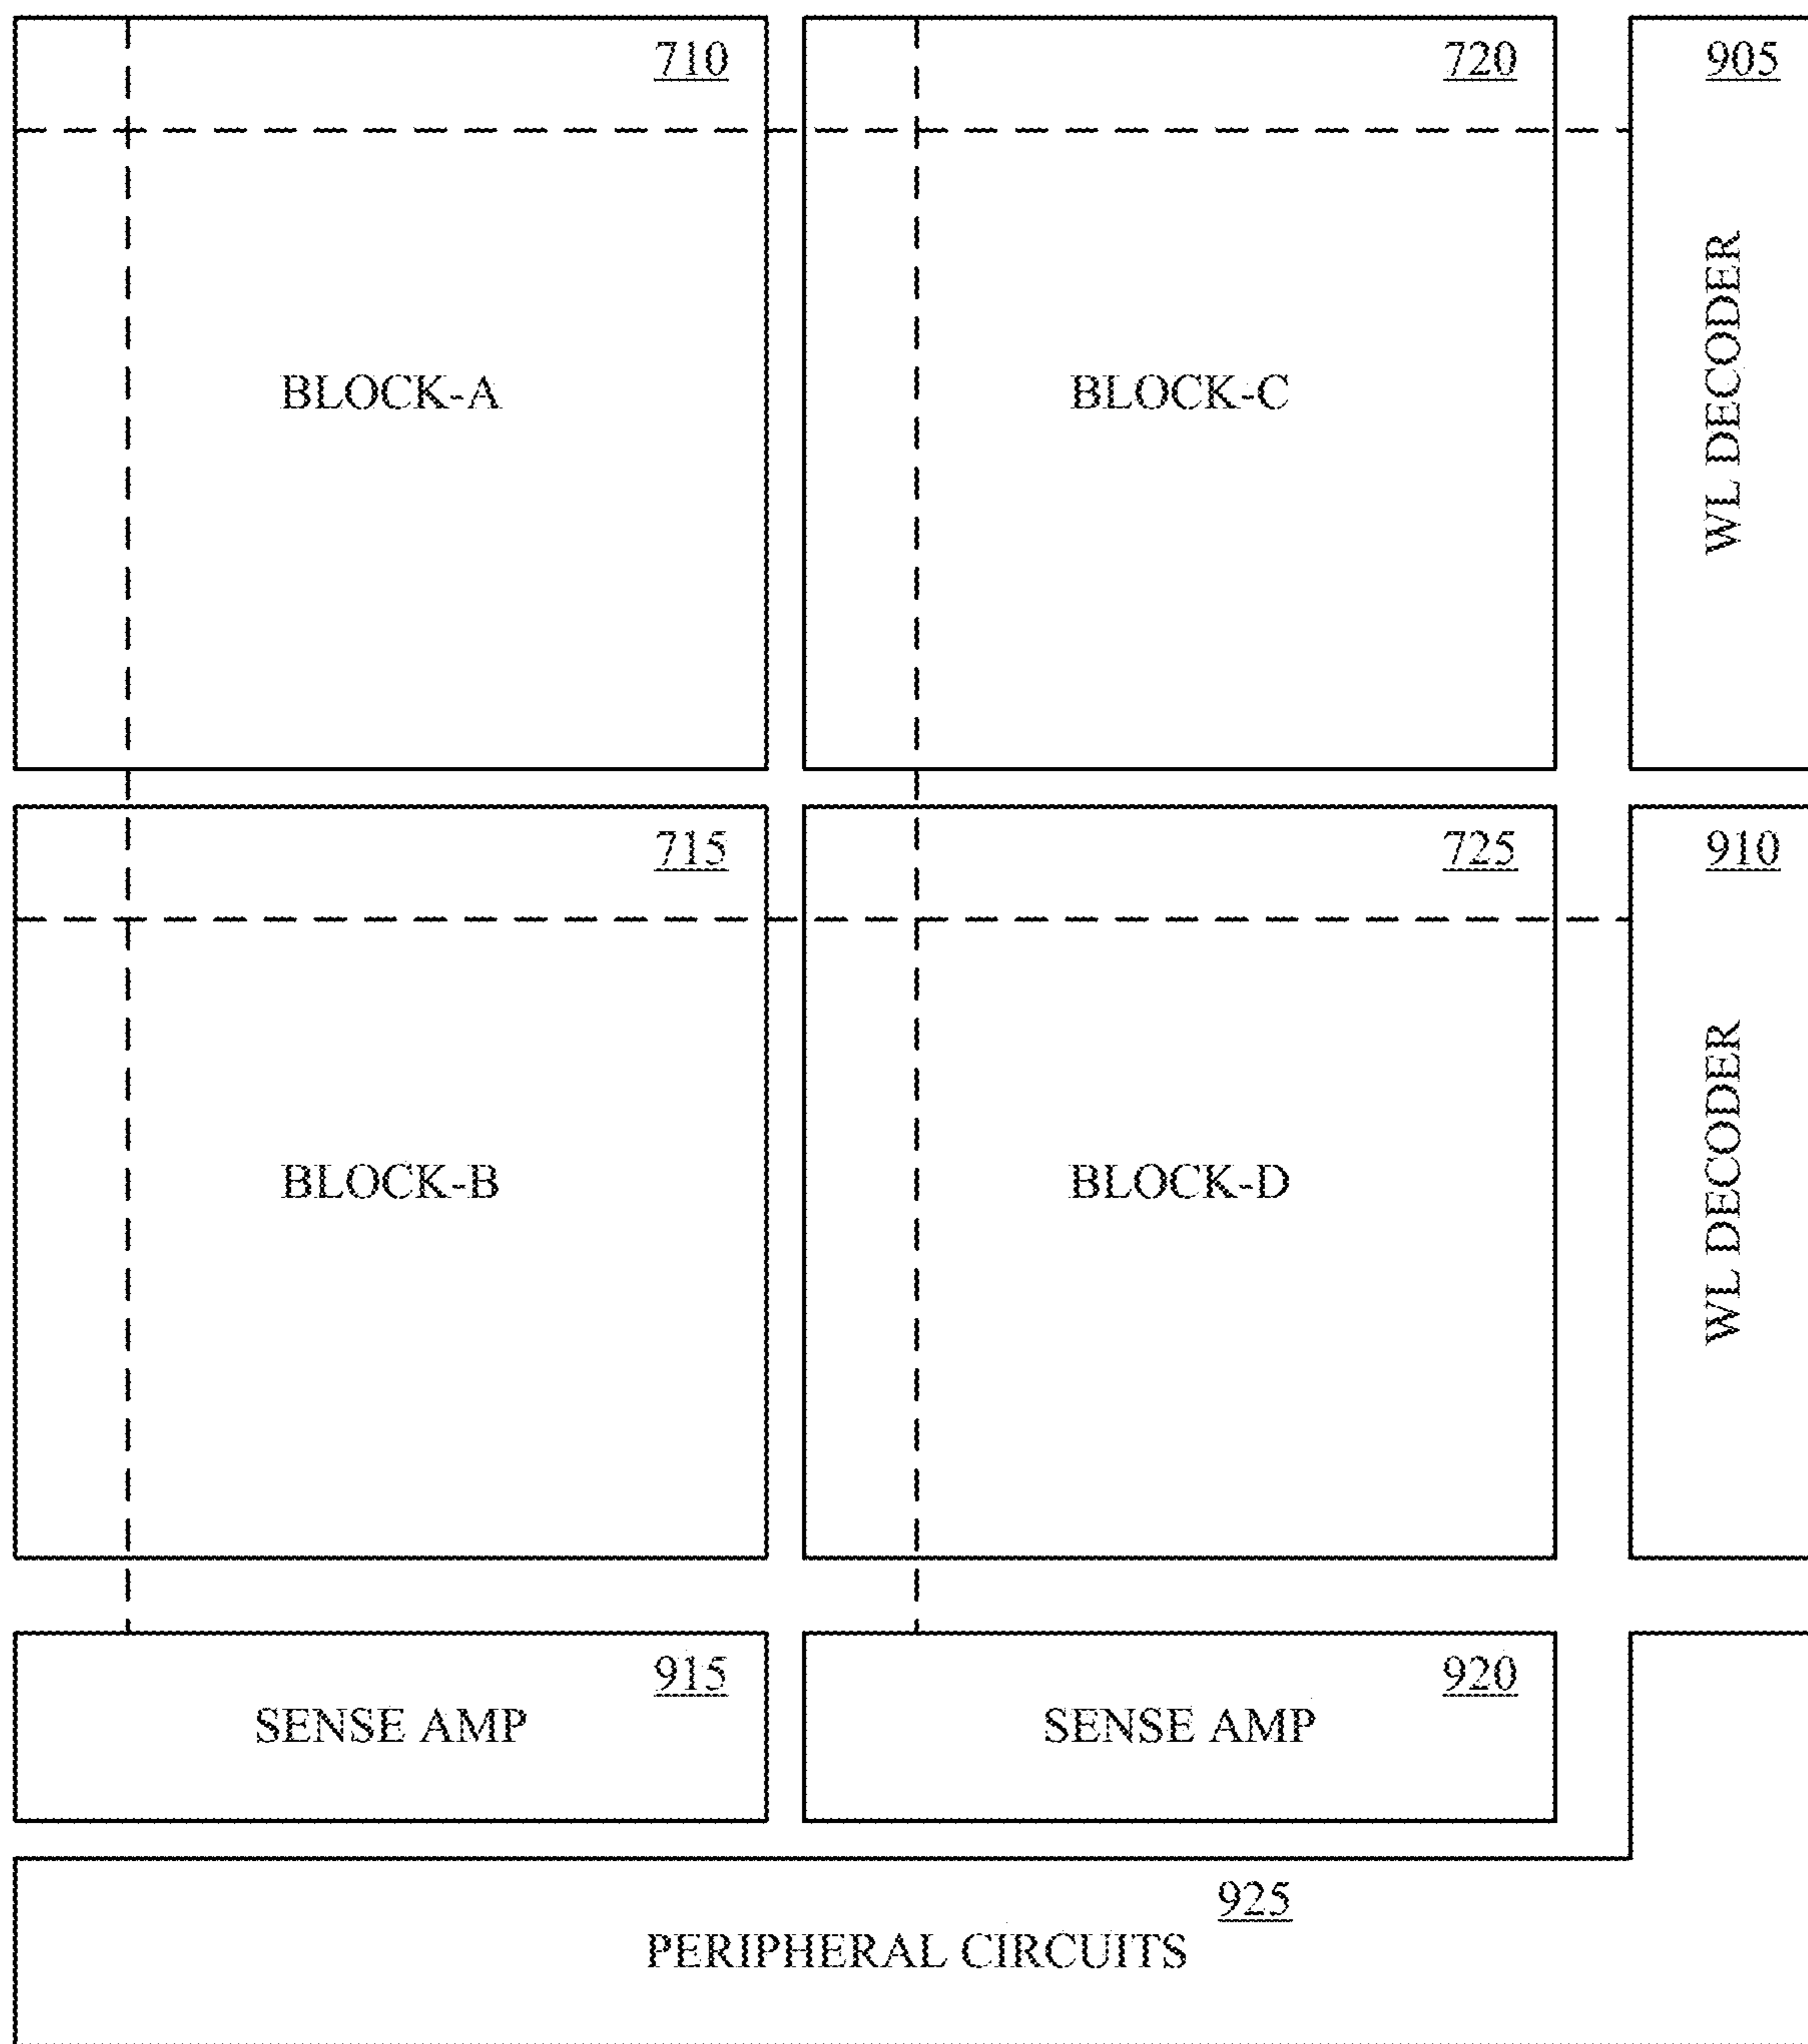 710
720
905
BLOCK-A
BLOCK-C
WL DECODER
715
725
910
BLOCK-B
BLOCK-D
WL DECODER
915
920
SENSE AMP
SENSE AMP
925
PERIPHERAL CIRCUITS